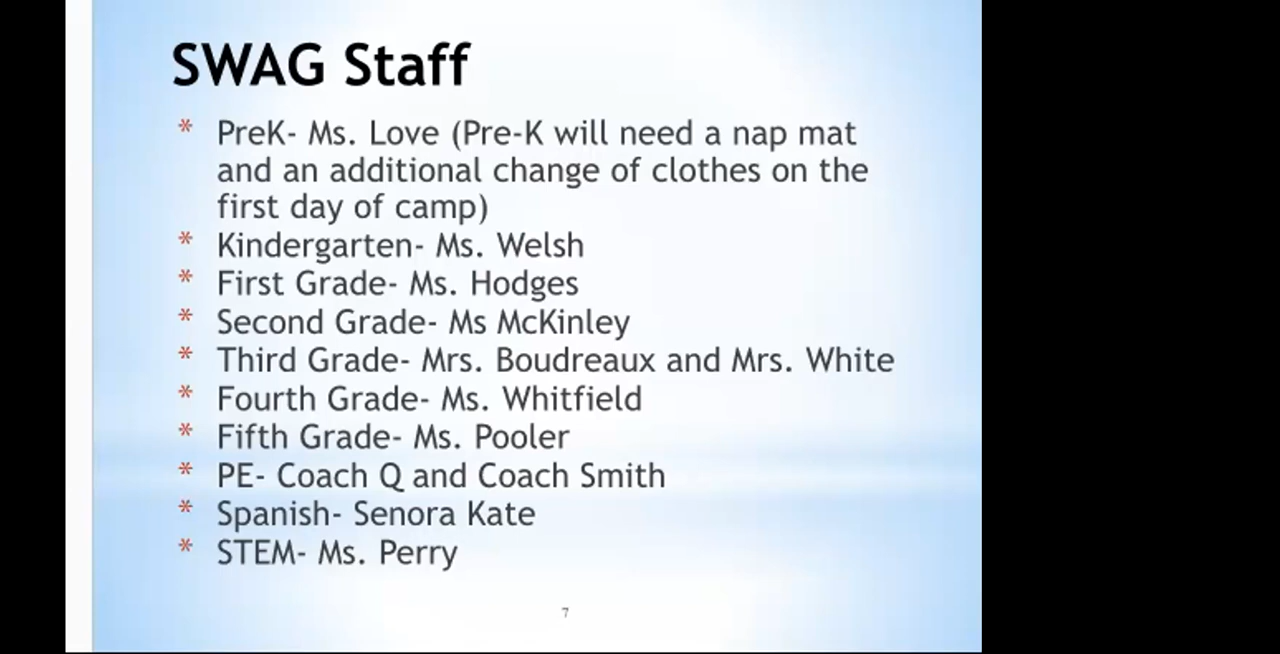 SWAG Staff
* PreK- Ms. Love (Pre-K will need a nap mat
and an additional change of clothes on the
first day of camp)
* Kindergarten- Ms. Welsh
* First Grade- Ms. Hodges
* Second Grade- Ms McKinley
* Third Grade- Mrs. Boudreaux and Mrs. White
* Fourth Grade- Ms. Whitfield
* Fifth Grade- Ms. Pooler
* PE- Coach Q and Coach Smith
* Spanish- Senora Kate
* STEM- Ms. Perry
7